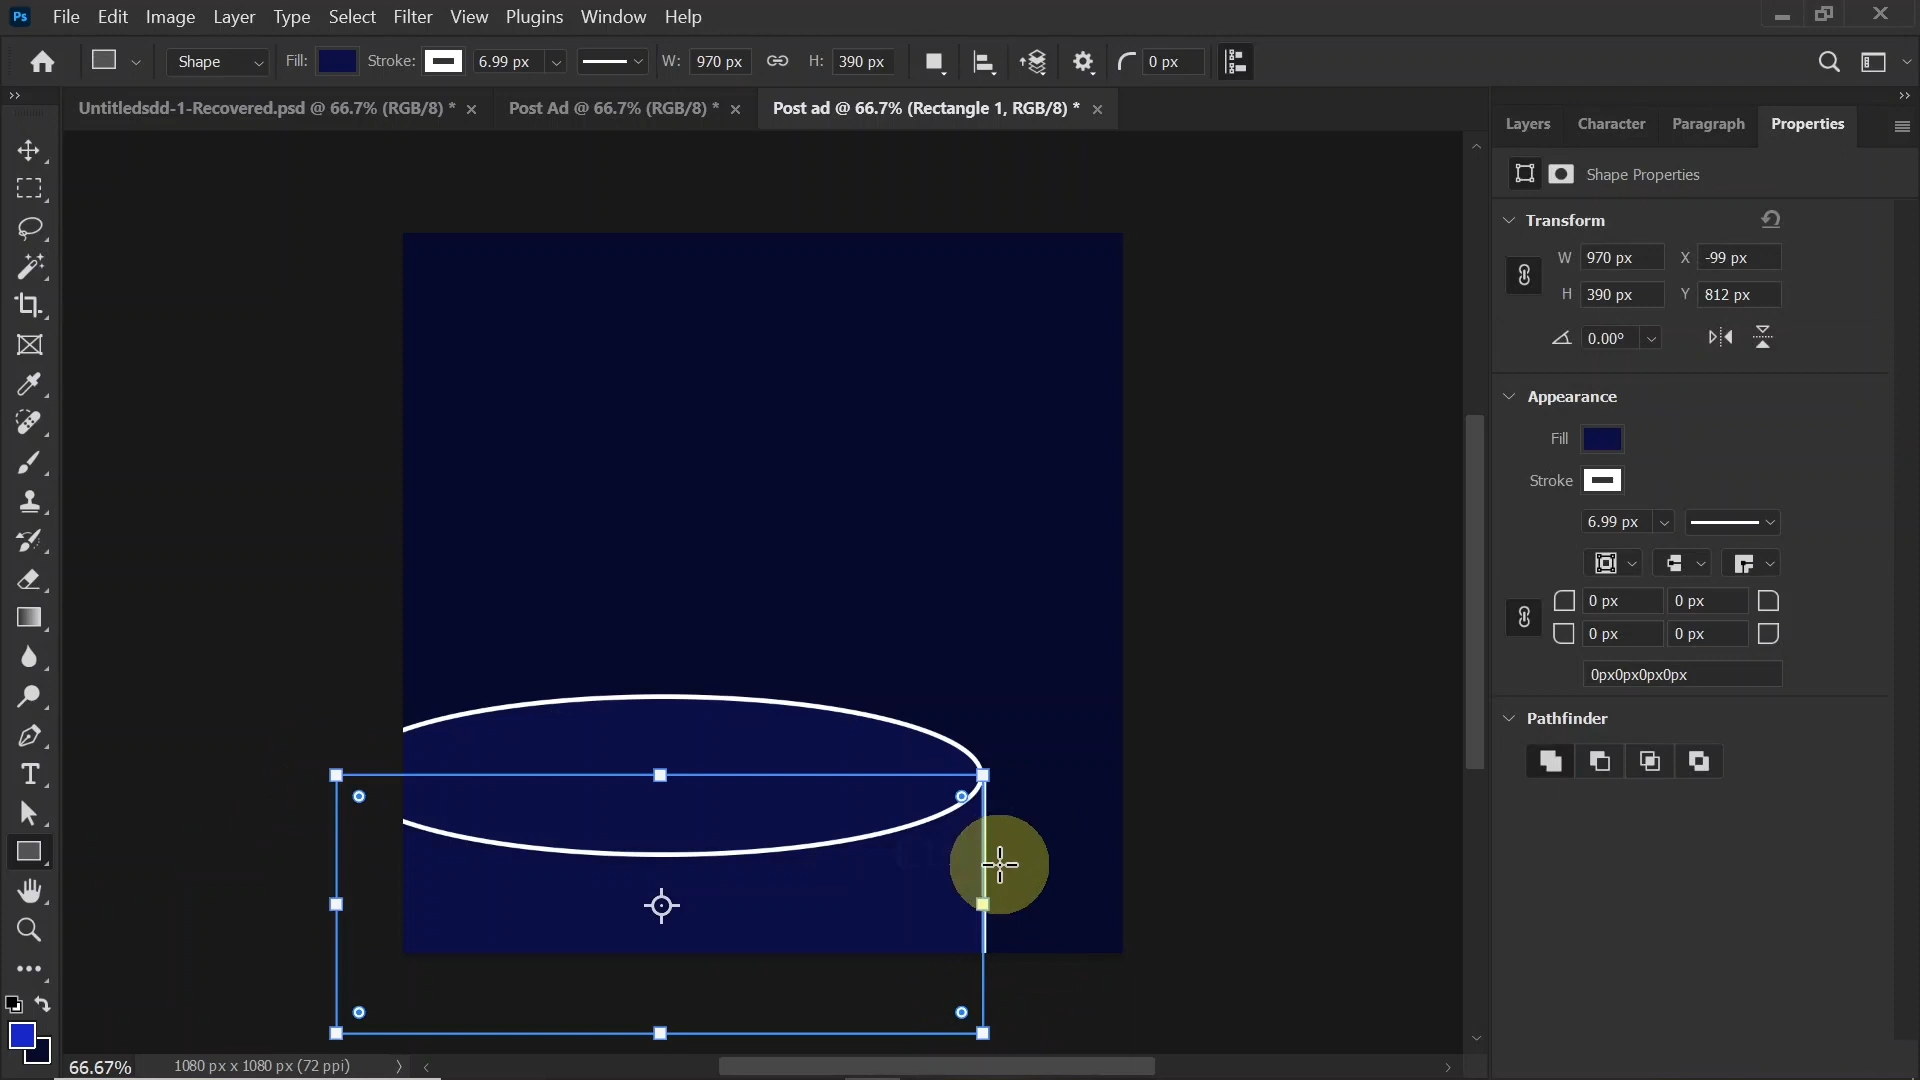 Ps File Edit Image Layer Type Select Filter View Plugins Window Help
Shape Fill: Stroke: 6.99 px W: 970 px H: 390 px 0 px
Untitledsdd-1-Recovered.psd @ 66.7% (RGB/8) * Post Ad @ 66.7% (RGB/8) * Post ad @ 66.7% (Rectangle 1, RGB/8) *
Layers Character Paragraph Properties
Shape Properties
Transform
W 970 px X -99 px
H 390 px Y 812 px
0.00°
Appearance
Fill
Stroke
6.99 px
0 px 0 px
0 px 0 px
0px0px0px0px
Pathfinder
66.67% 1080 px x 1080 px (72 ppi)